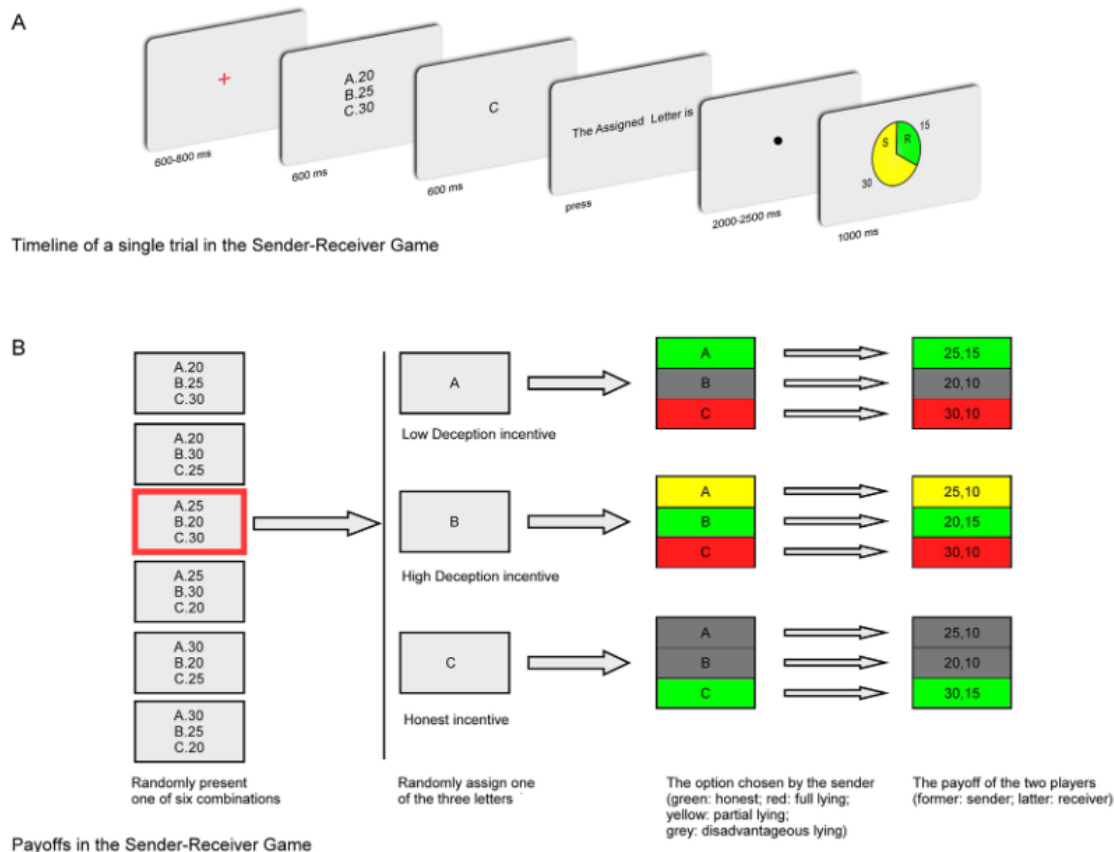 A
600-800 ms
A.20
B.25
C.30
600 ms
C
600 ms
The Assigned Letter is
press
2000-2500 ms
S
R
15
30
1000 ms
Timeline of a single trial in the Sender-Receiver Game
B
A.20
B.25
C.30
A.20
B.30
C.25
A.25
B.20
C.30
A.25
B.30
C.20
A.30
B.20
C.25
A.30
B.25
C.20
Randomly present
one of six combinations
A
Low Deception incentive
B
High Deception incentive
C
Honest incentive
Randomly assign one
of the three letters
A
B
C
A
B
C
A
B
C
The option chosen by the sender
(green: honest; red: full lying;
yellow: partial lying;
grey: disadvantageous lying)
25,15
20,10
30,10
25,10
20,15
30,10
25,10
20,10
30,15
The payoff of the two players
(former: sender; latter: receiver)
Payoffs in the Sender-Receiver Game